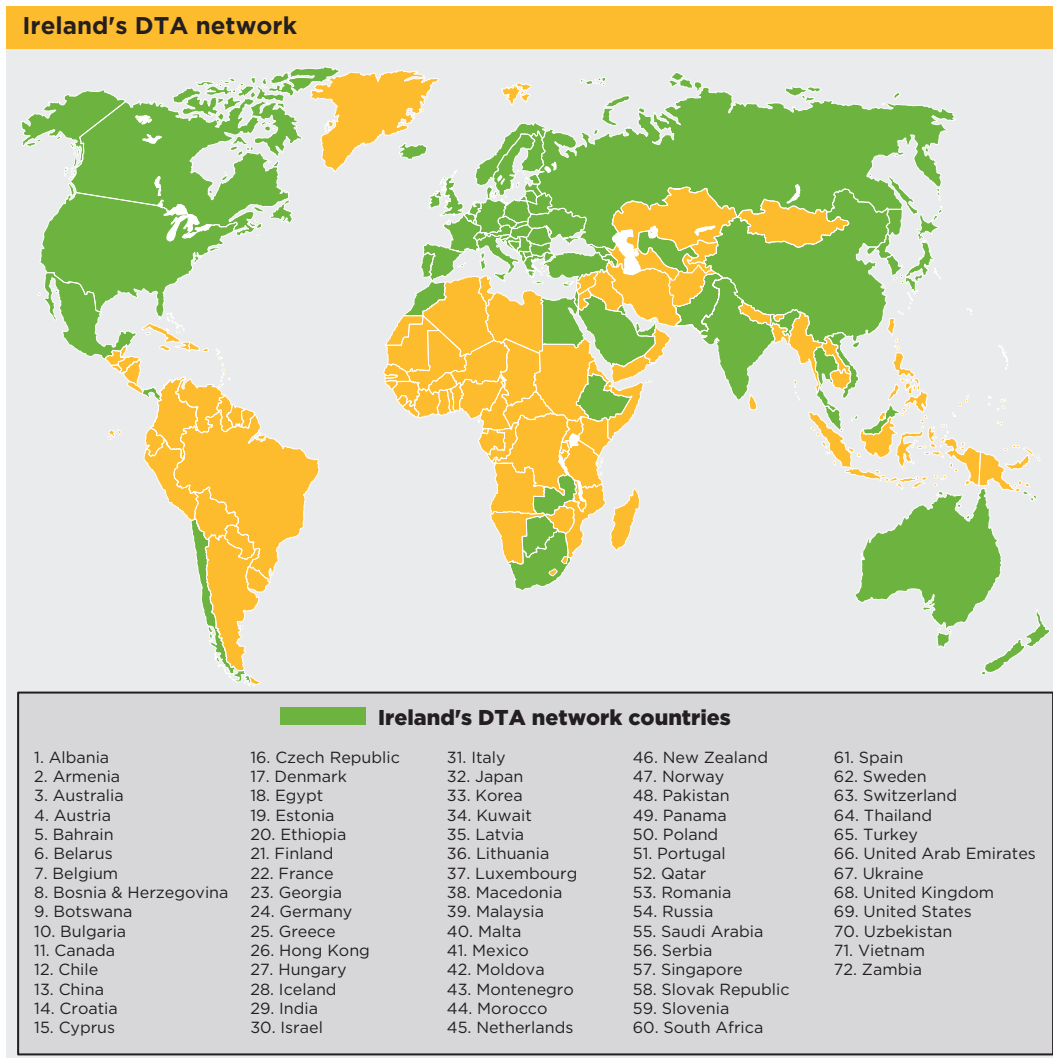 Ireland's DTA network
Ireland's DTA network countries
1. Albania
2. Armenia
3. Australia
4. Austria
5. Bahrain
6. Belarus
7. Belgium
8. Bosnia & Herzegovina
9. Botswana
10. Bulgaria
11. Canada
12. Chile
13. China
14. Croatia
15. Cyprus
16. Czech Republic
17. Denmark
18. Egypt
19. Estonia
20. Ethiopia
21. Finland
22. France
23. Georgia
24. Germany
25. Greece
26. Hong Kong
27. Hungary
28. Iceland
29. India
30. Israel
31. Italy
32. Japan
33. Korea
34. Kuwait
35. Latvia
36. Lithuania
37. Luxembourg
38. Macedonia
39. Malaysia
40. Malta
41. Mexico
42. Moldova
43. Montenegro
44. Morocco
45. Netherlands
46. New Zealand
47. Norway
48. Pakistan
49. Panama
50. Poland
51. Portugal
52. Qatar
53. Romania
54. Russia
55. Saudi Arabia
56. Serbia
57. Singapore
58. Slovak Republic
59. Slovenia
60. South Africa
61. Spain
62. Sweden
63. Switzerland
64. Thailand
65. Turkey
66. United Arab Emirates
67. Ukraine
68. United Kingdom
69. United States
70. Uzbekistan
71. Vietnam
72. Zambia